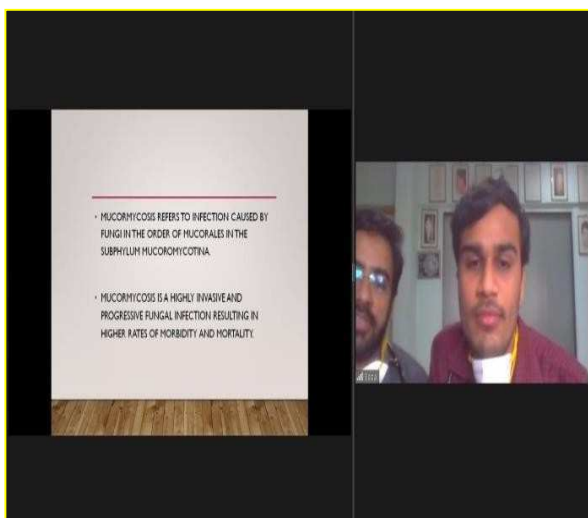 • MUCORMYCOSIS REFERS TO INFECTION CAUSED BY
FUNGI IN THE ORDER OF MUCORALES IN THE
SUBPHYLUM MUCOROMYCOTINA.
• MUCORMYCOSIS IS A HIGHLY INVASIVE AND
PROGRESSIVE FUNGAL INFECTION RESULTING IN
HIGHER RATES OF MORBIDITY AND MORTALITY.